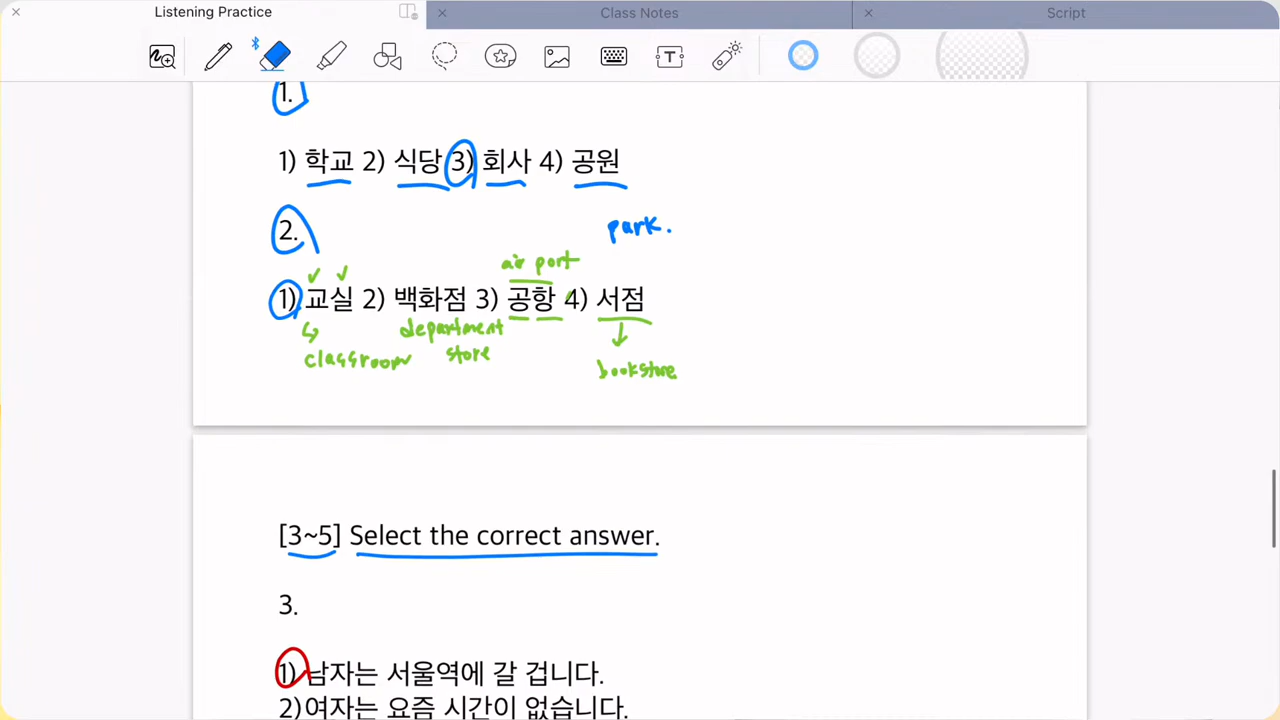 Listening Practice
Class Notes
Script
T
1.
1) 학교 2) 식당 3) 회사 4) 공원
2.
park.
air port
1) 교실 2) 백화점 3) 공항 4) 서점
classroom
department
store
bookstore
[3~5] Select the correct answer.
3.
1) 남자는 서울역에 갈 겁니다.
2)여자는 요즘 시간이 없습니다.